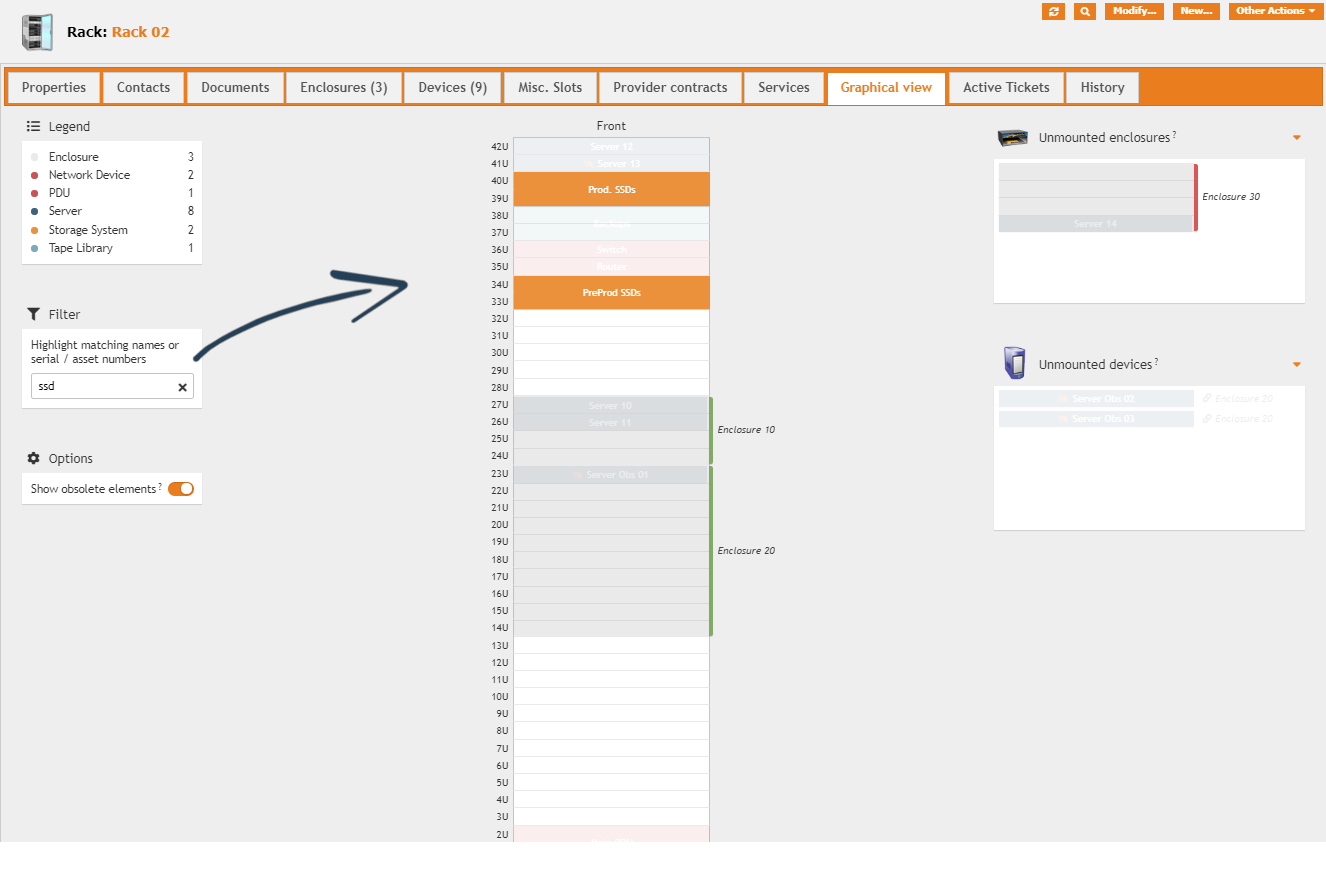 Rack: Rack 02
Modify...
New...
Other Actions
Properties
Contacts
Documents
Enclosures (3)
Devices (9)
Misc. Slots
Provider contracts
Services
Graphical view
Active Tickets
History
Legend
Enclosure 3
Network Device 2
PDU 1
Server 8
Storage System 2
Tape Library 1
Filter
Highlight matching names or
serial / asset numbers
ssd
Options
Show obsolete elements ?
Front
42U Server 12
41U Server 13
40U
Prod. SSDs
39U
38U
37U
36U Switch
35U Router
34U
PreProd SSDs
33U
32U
31U
30U
29U
28U
27U Server 10
26U Server 11
Enclosure 10
25U
24U
23U Server Obs 01
22U
21U
20U
19U
Enclosure 20
18U
17U
16U
15U
14U
13U
12U
11U
10U
9U
8U
7U
6U
5U
4U
3U
2U
Unmounted enclosures ?
Enclosure 30
Server 14
Unmounted devices ?
Server Obs 02 Enclosure 20
Server Obs 03 Enclosure 20